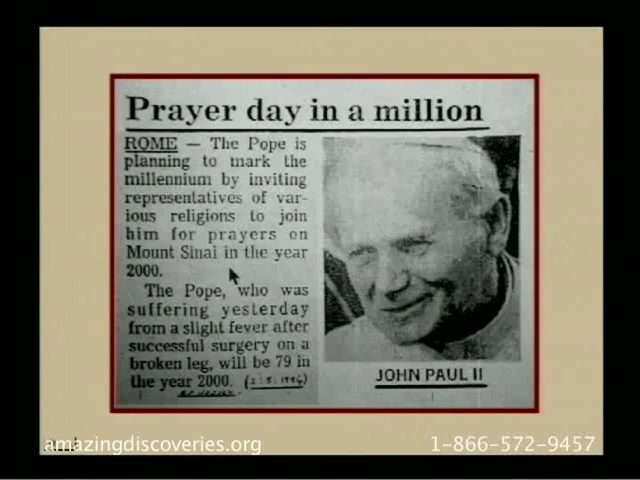 Prayer day in a million
ROME — The Pope is
planning to mark the
millennium by inviting
representatives of var-
ious religions to join
him for prayers on
Mount Sinai in the year
2000.
The Pope, who was
suffering yesterday
from a slight fever after
successful surgery on a
broken leg, will be 79 in
the year 2000.
JOHN PAUL II
amazingdiscoveries.org
1-866-572-9457